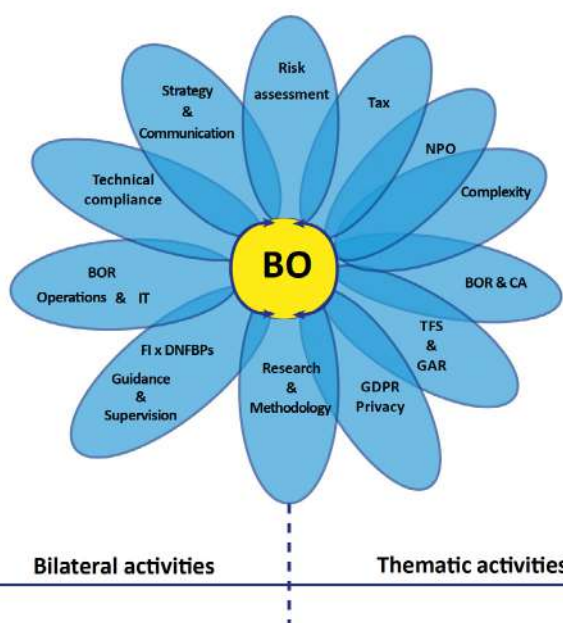 Risk
assessment
Tax
NPO
Complexity
BOR & CA
TFS
&
GAR
GDPR
Privacy
Research
&
Methodology
FI x DNFBPs
Guidance
&
Supervision
BOR
Operations & IT
Technical
compliance
Strategy
&
Communication
BO
Bilateral activities
Thematic activities